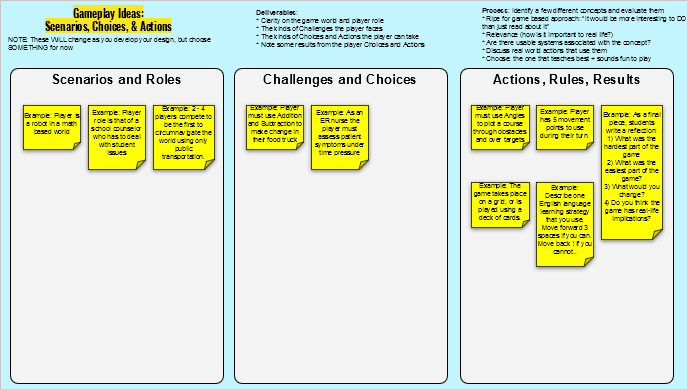 Gameplay Ideas:
Scenarios, Choices, & Actions
NOTE: These WILL change as you develop your design, but choose
SOMETHING for now
Deliverables:
* Clarity on the game world and player role
* The kinds of Challenges the player faces
* The kinds of Choices and Actions the player can take
* Note some results from the player Choices and Actions
Process: Identify a few different concepts and evaluate them
* Ripe for game based approach: "It would be more interesting to DO
than just read about it"
* Relevance (how is it important to real life?)
* Are there usable systems associated with the concept?
* Discuss real world actions that use them
* Choose: the one that teaches best + sounds fun to play
Scenarios and Roles
Example: Player
is a robot in a math
based world
Example: Player
role is that of a
school counselor
who has to deal
with student
issues
Example: 2 - 4
players compete to
be the first to
circumnavigate the
world using only
public
transportation.
Challenges and Choices
Example: Player
must use Addition
and Subtraction to
make change in
their food truck
Example: As an
ER nurse the
player must
assess patient
symptoms under
time pressure
Actions, Rules, Results
Example: Player
must use Angles
to plot a course
through obstacles
and over targets
Example: Player
has 5 movement
points to use
during their turn.
Example: As a final
piece, students
write a reflection:
1) What was the
hardest part of the
game
2) What was the
easiest part of the
game?
3) What would you
change?
4) Do you think the
game has real-life
implications?
Example: The
game takes place
on a grid, or is
played using a
deck of cards.
Example:
Describe one
English language
learning strategy
that you use.
Move forward 3
spaces if you can.
Move back 1 if you
cannot..